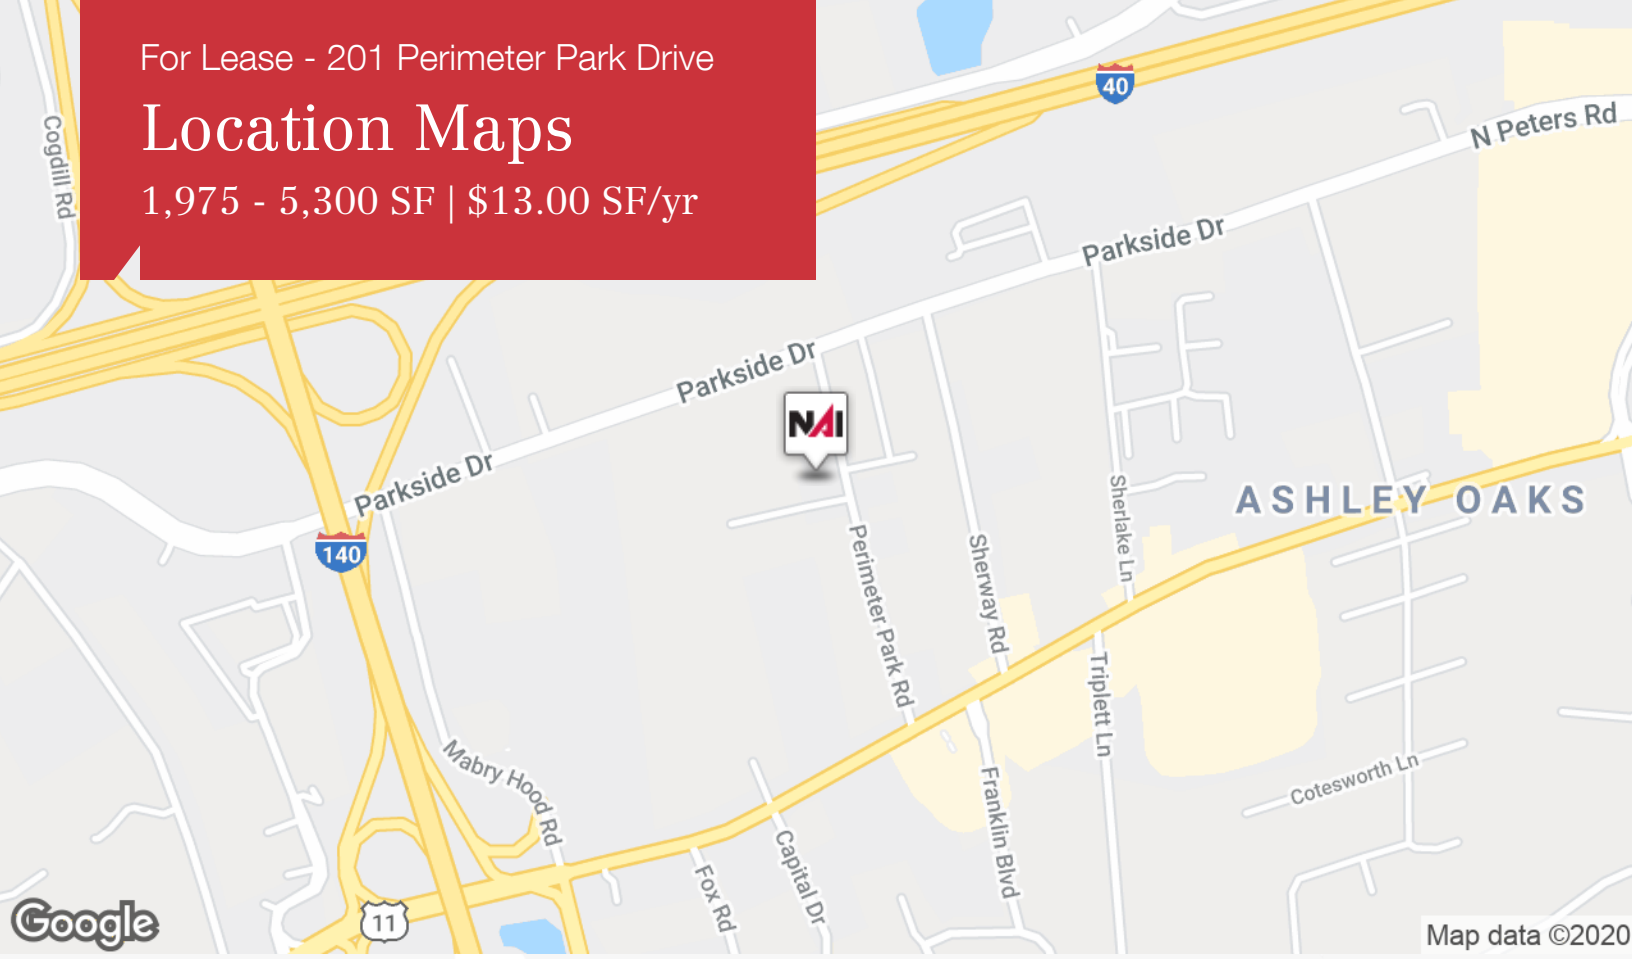 For Lease - 201 Perimeter Park Drive
Location Maps
1,975 - 5,300 SF | $13.00 SF/yr
40
N Peters Rd
Cogdill Rd
Parkside Dr
Parkside Dr
NAI
Parkside Dr
ASHLEY OAKS
140
Perimeter Park Rd
Sherway Rd
Sherlake Ln
Triplett Ln
Mabry Hood Rd
Cotesworth Ln
Franklin Blvd
Capital Dr
Fox Rd
11
Google
Map data ©2020